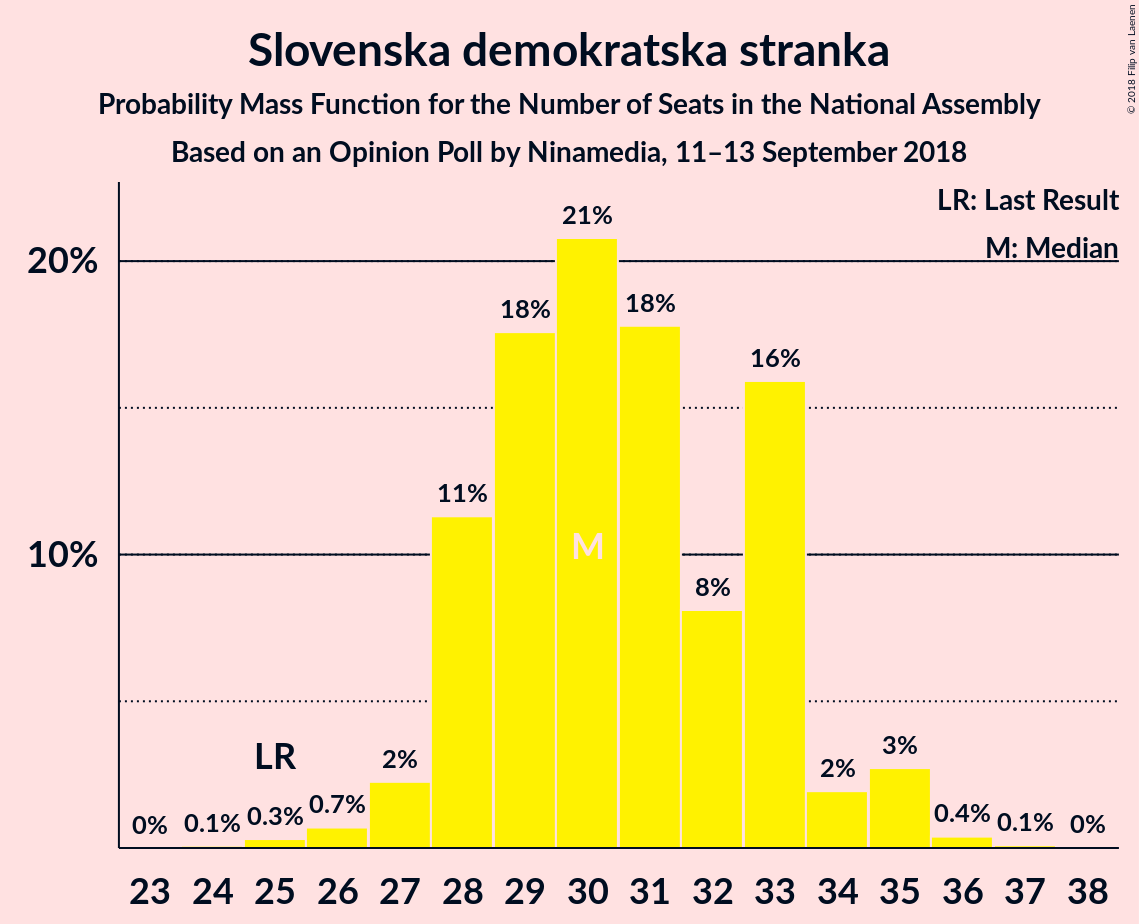 Slovenska demokratska stranka
Probability Mass Function for the Number of Seats in the National Assembly
Based on an Opinion Poll by Ninamedia, 11–13 September 2018
© 2018 Filip van Laenen
LR: Last Result
M: Median
20%
10%
0%
0.1%
0.3%
0.7%
2%
11%
18%
21%
18%
8%
16%
2%
3%
0.4%
0.1%
0%
LR
M
23 24 25 26 27 28 29 30 31 32 33 34 35 36 37 38